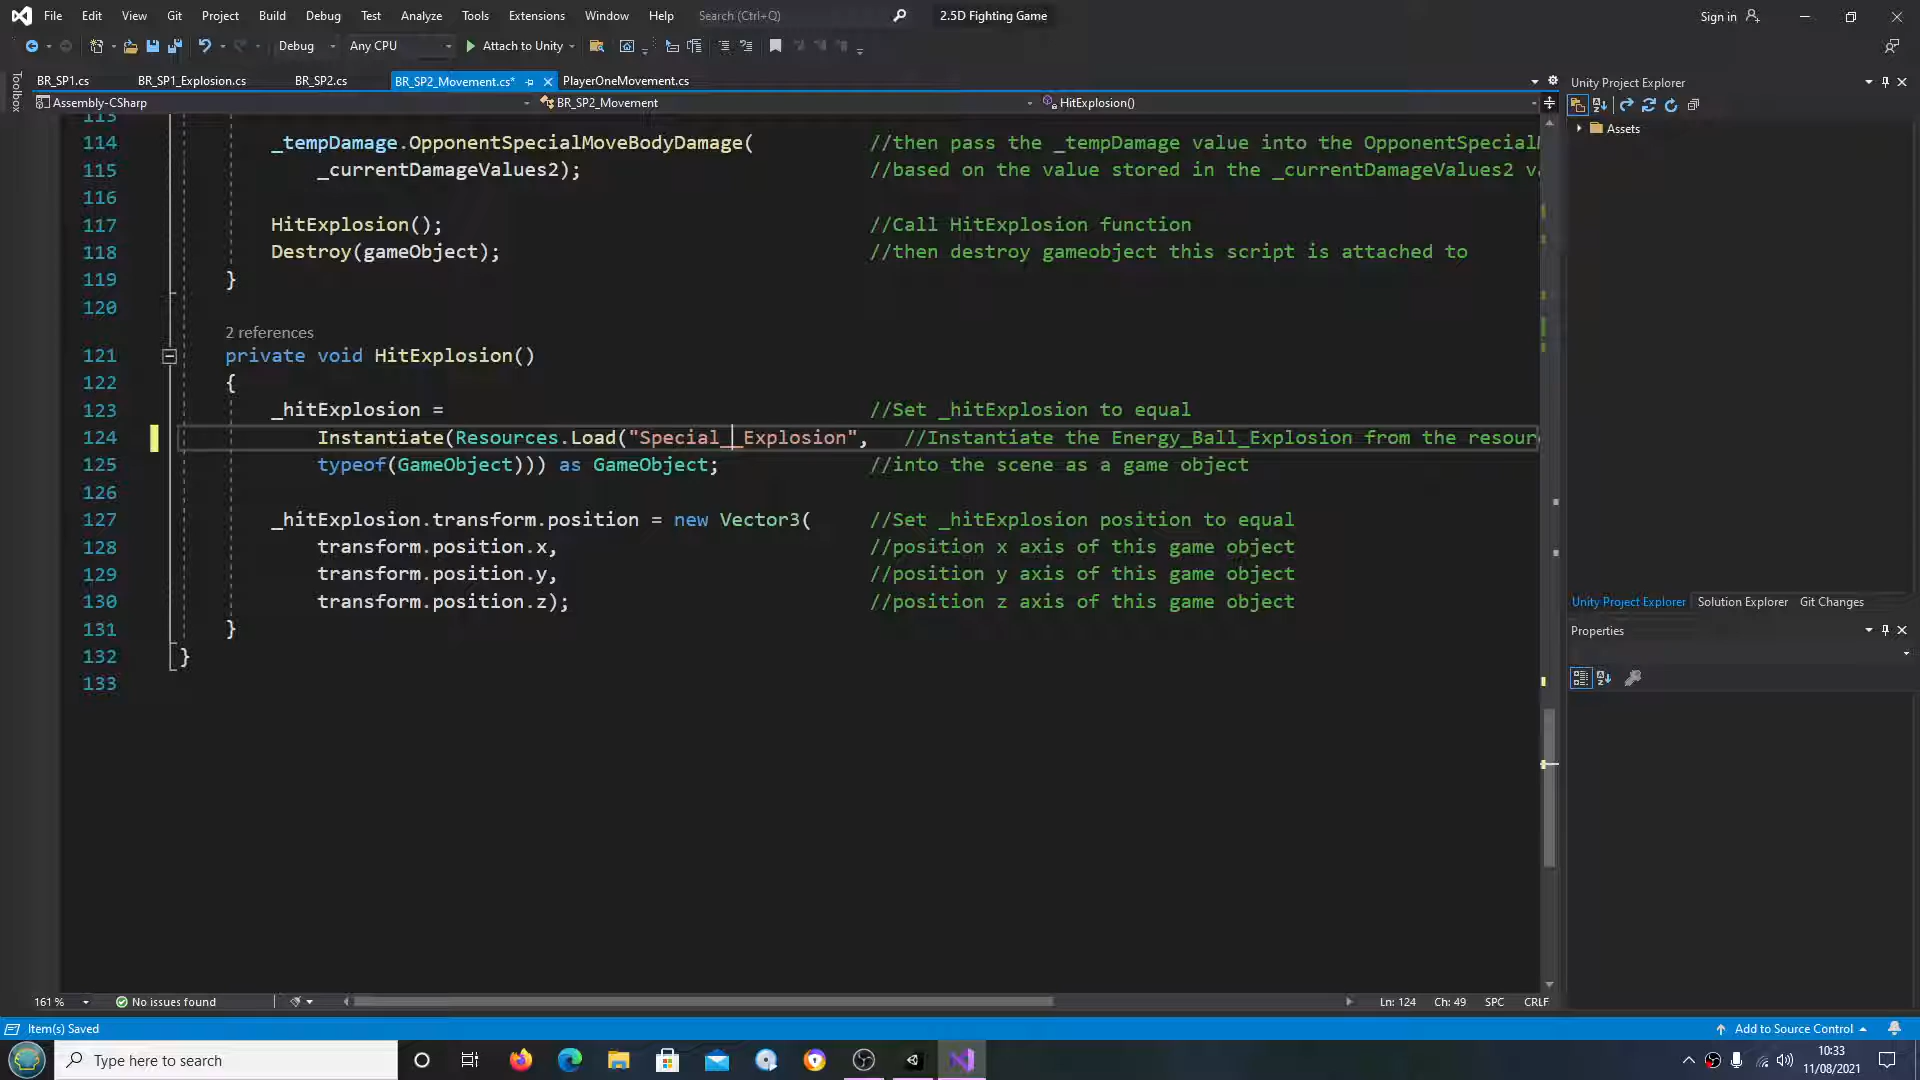 File Edit View Git Project Build Debug Test Analyze Tools Extensions Window Help Search (Ctrl+Q) 2.5D Fighting Game Sign in
Debug Any CPU Attach to Unity
Toolbox
BR_SP1.cs BR_SP1_Explosion.cs BR_SP2.cs BR_SP2_Movement.cs* PlayerOneMovement.cs
Assembly-CSharp BR_SP2_Movement HitExplosion()
113
114 _tempDamage.OpponentSpecialMoveBodyDamage( //then pass the _tempDamage value into the OpponentSpecial
115 _currentDamageValues2); //based on the value stored in the _currentDamageValues2 v
116
117 HitExplosion(); //Call HitExplosion function
118 Destroy(gameObject); //then destroy gameobject this script is attached to
119 }
120
2 references
121 private void HitExplosion()
122 {
123 _hitExplosion = //Set _hitExplosion to equal
124 Instantiate(Resources.Load("Special__Explosion", //Instantiate the Energy_Ball_Explosion from the resour
125 typeof(GameObject))) as GameObject; //into the scene as a game object
126
127 _hitExplosion.transform.position = new Vector3( //Set _hitExplosion position to equal
128 transform.position.x, //position x axis of this game object
129 transform.position.y, //position y axis of this game object
130 transform.position.z); //position z axis of this game object
131 }
132 }
133
161 % No issues found Ln: 124 Ch: 49 SPC CRLF
Unity Project Explorer
Assets
Unity Project Explorer Solution Explorer Git Changes
Properties
Item(s) Saved Add to Source Control
Type here to search
10:33
11/08/2021